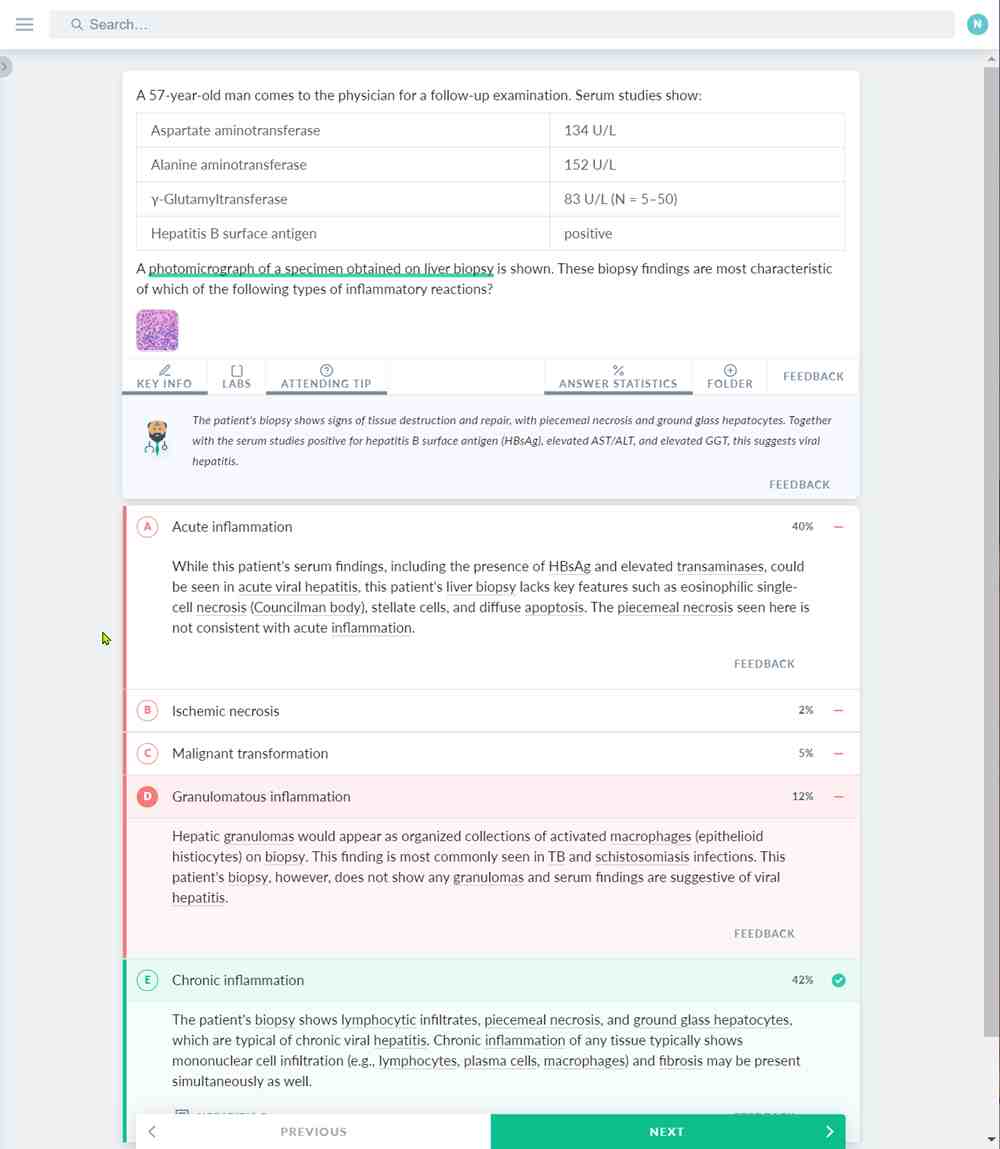 Search...
N
A 57-year-old man comes to the physician for a follow-up examination. Serum studies show:
Aspartate aminotransferase 134 U/L
Alanine aminotransferase 152 U/L
γ-Glutamyltransferase 83 U/L (N = 5–50)
Hepatitis B surface antigen positive
A photomicrograph of a specimen obtained on liver biopsy is shown. These biopsy findings are most characteristic
of which of the following types of inflammatory reactions?
KEY INFO LABS ATTENDING TIP ANSWER STATISTICS FOLDER FEEDBACK
The patient's biopsy shows signs of tissue destruction and repair, with piecemeal necrosis and ground glass hepatocytes. Together
with the serum studies positive for hepatitis B surface antigen (HBsAg), elevated AST/ALT, and elevated GGT, this suggests viral
hepatitis.
FEEDBACK
A Acute inflammation 40%
While this patient's serum findings, including the presence of HBsAg and elevated transaminases, could
be seen in acute viral hepatitis, this patient's liver biopsy lacks key features such as eosinophilic single-
cell necrosis (Councilman body), stellate cells, and diffuse apoptosis. The piecemeal necrosis seen here is
not consistent with acute inflammation.
FEEDBACK
B Ischemic necrosis 2%
C Malignant transformation 5%
D Granulomatous inflammation 12%
Hepatic granulomas would appear as organized collections of activated macrophages (epithelioid
histiocytes) on biopsy. This finding is most commonly seen in TB and schistosomiasis infections. This
patient's biopsy, however, does not show any granulomas and serum findings are suggestive of viral
hepatitis.
FEEDBACK
E Chronic inflammation 42%
The patient's biopsy shows lymphocytic infiltrates, piecemeal necrosis, and ground glass hepatocytes,
which are typical of chronic viral hepatitis. Chronic inflammation of any tissue typically shows
mononuclear cell infiltration (e.g., lymphocytes, plasma cells, macrophages) and fibrosis may be present
simultaneously as well.
PREVIOUS NEXT